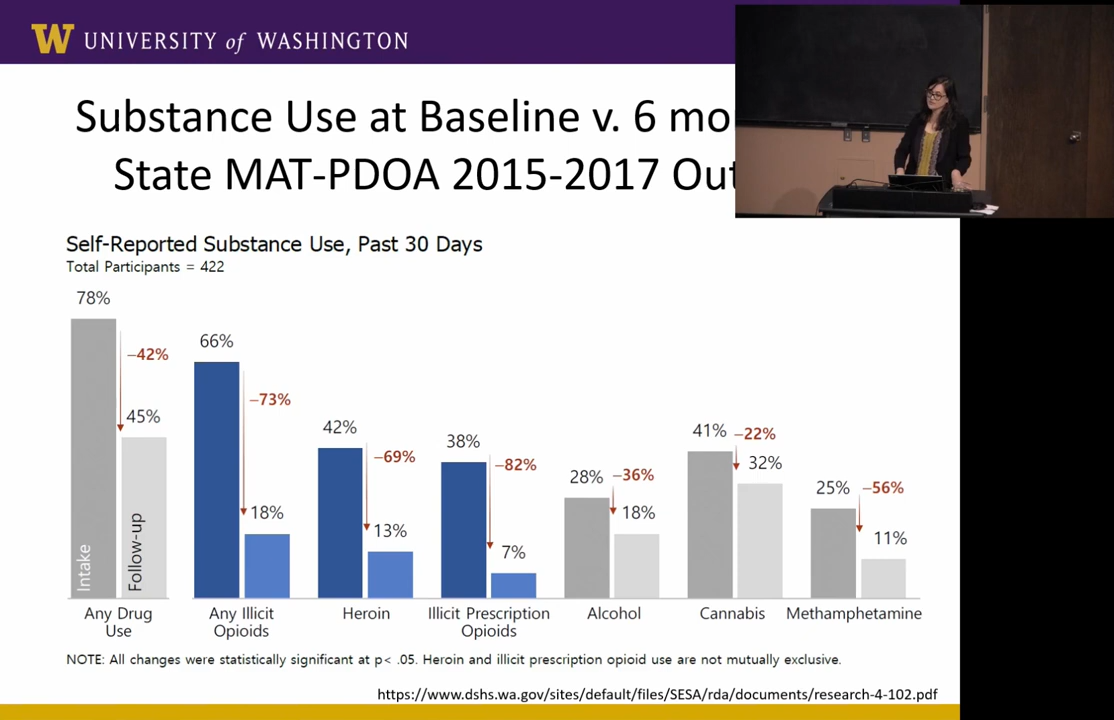 W UNIVERSITY of WASHINGTON
Substance Use at Baseline v. 6 mo
State MAT-PDOA 2015-2017 Out
Self-Reported Substance Use, Past 30 Days
Total Participants = 422
78%
–42%
45%
66%
–73%
18%
42%
–69%
13%
38%
–82%
7%
28%
–36%
18%
41%
–22%
32%
25%
–56%
11%
Intake
Follow-up
Any Drug
Use
Any Illicit
Opioids
Heroin
Illicit Prescription
Opioids
Alcohol
Cannabis
Methamphetamine
NOTE: All changes were statistically significant at p< .05. Heroin and illicit prescription opioid use are not mutually exclusive.
https://www.dshs.wa.gov/sites/default/files/SESA/rda/documents/research-4-102.pdf